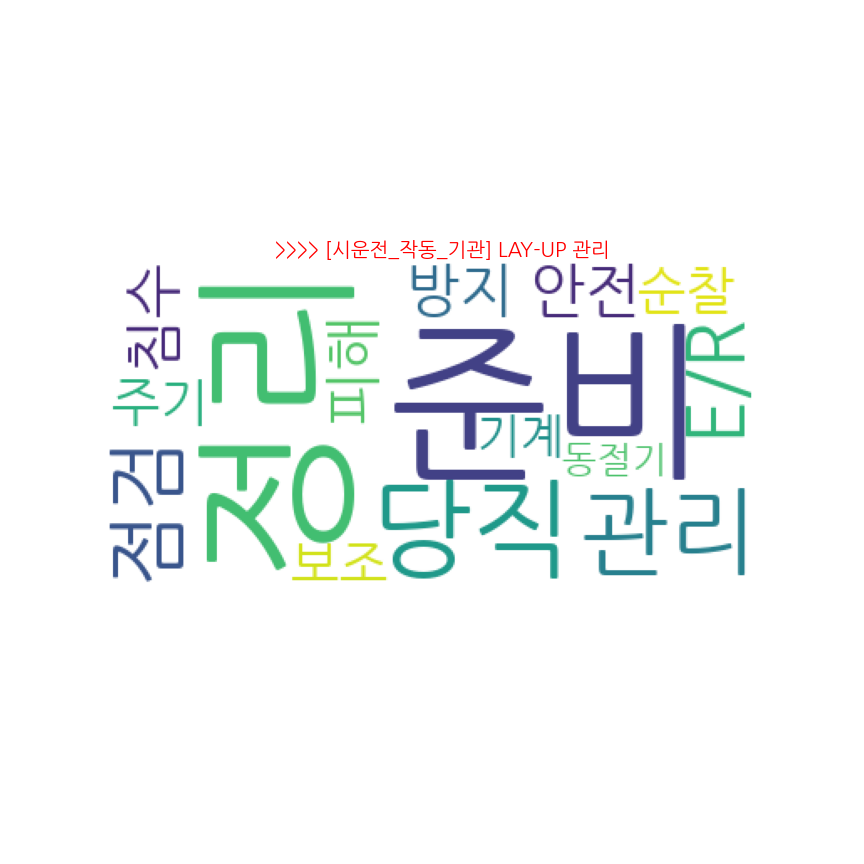 >>>> [시운전_작동_기관] LAY-UP 관리
침수
정리
피해
방지
안전
순찰
준비
E/R
주기
기계
동절기
점검
보조
당직
관리